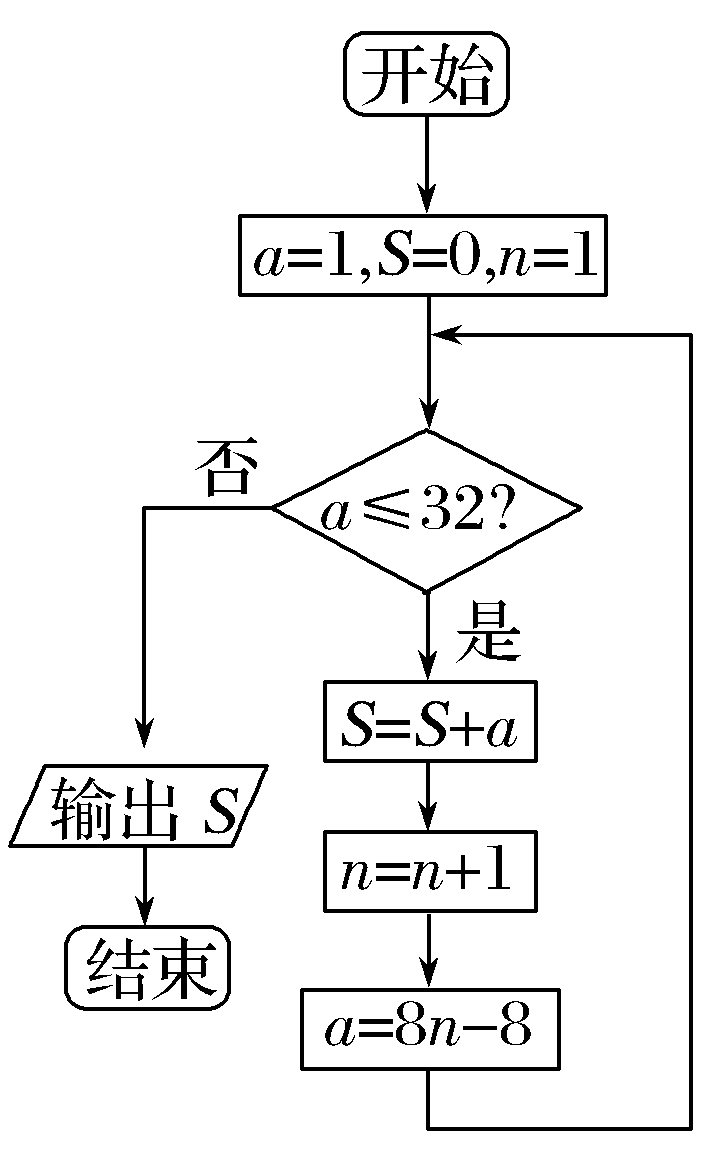 开始
a=1,S=0,n=1
a≤32?
否
是
S=S+a
n=n+1
a=8n-8
输出 S
结束